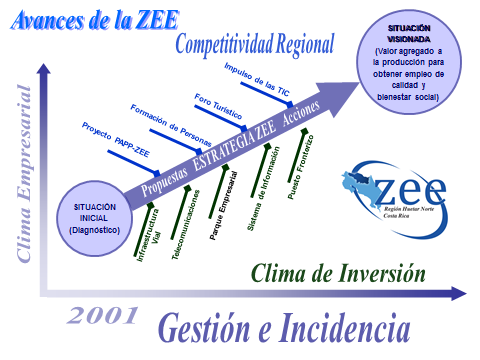 Avances de la ZEE
Competitividad Regional
SITUACIÓN
VISIONADA
(Valor agregado a
la producción para
obtener empleo de
calidad y
bienestar social)
Clima Empresarial
Impulso de las TIC
Foro Turístico
Formación de Personas
Proyecto PAPP-ZEE
Propuestas ESTRATEGIA ZEE Acciones
SITUACIÓN
INICIAL
(Diagnóstico)
Infraestructura
Vial
Telecomunicaciones
Parque Empresarial
Sistema de Información
Puesto Fronterizo
zee
Región Huetar Norte
Costa Rica
Clima de Inversión
2001
Gestión e Incidencia